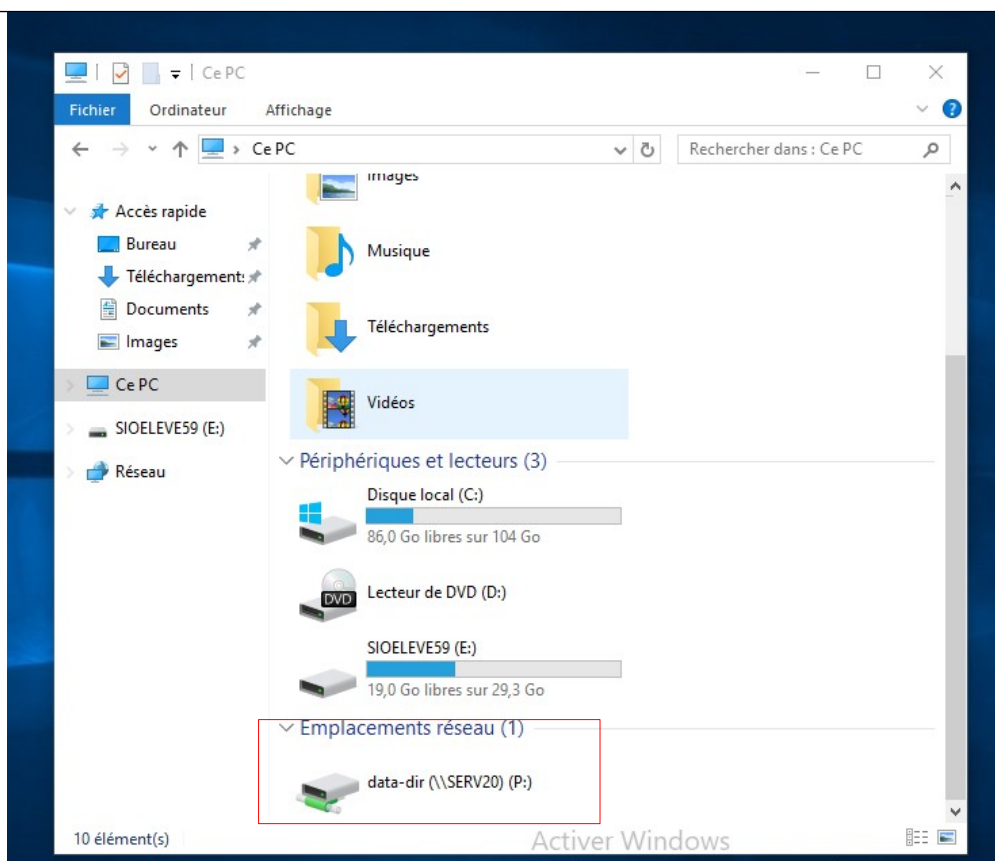 Ce PC
Fichier Ordinateur Affichage
Ce PC Rechercher dans : Ce PC
Images
Accès rapide
Bureau
Musique
Téléchargements
Documents
Téléchargements
Images
Ce PC
Vidéos
SIOELEVE59 (E:)
Périphériques et lecteurs (3)
Réseau
Disque local (C:)
86,0 Go libres sur 104 Go
DVD
Lecteur de DVD (D:)
SIOELEVE59 (E:)
19,0 Go libres sur 29,3 Go
Emplacements réseau (1)
data-dir (\\SERV20) (P:)
10 élément(s)
Activer Windows